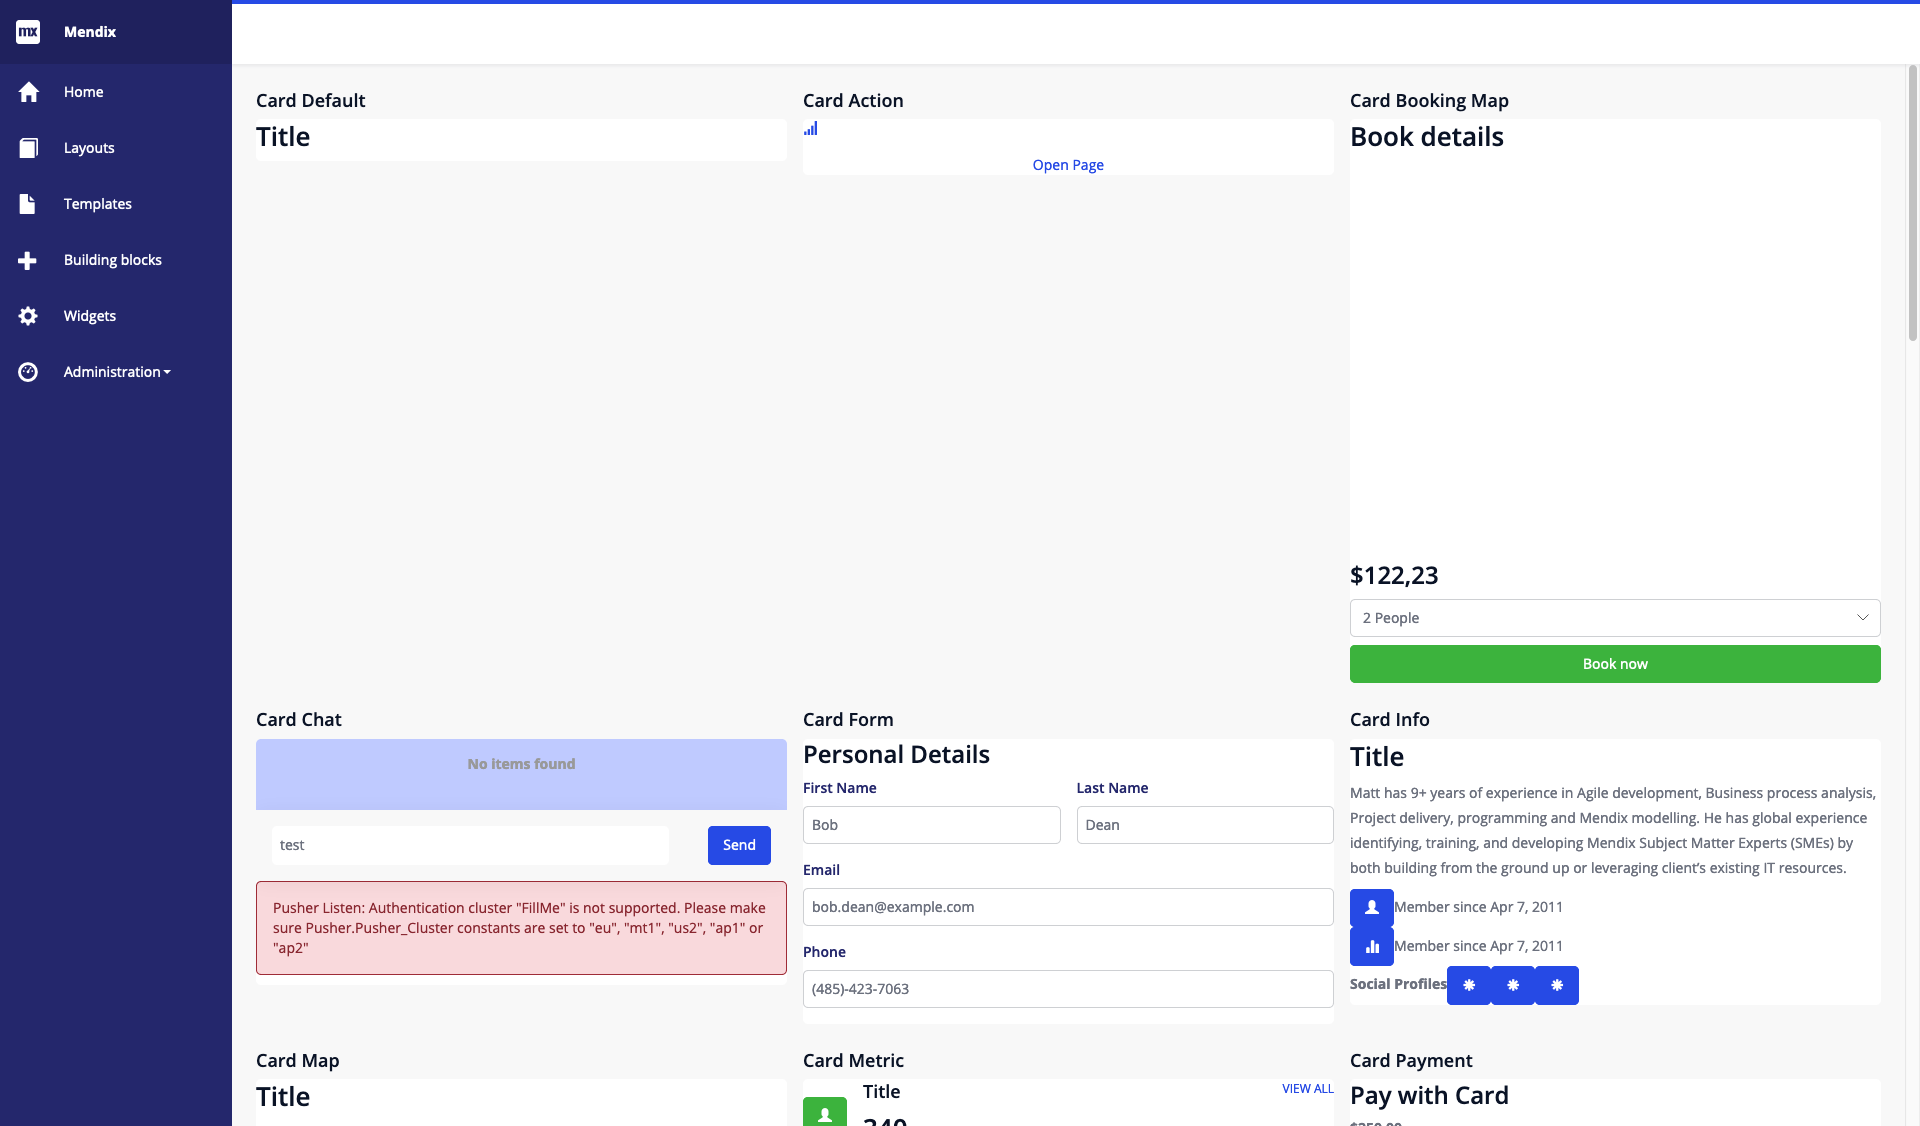 mx
Mendix
Home
Layouts
Templates
Building blocks
Widgets
Administration
Card Default
Title
Card Action
Open Page
Card Booking Map
Book details
$122,23
2 People
Book now
Card Chat
No items found
test
Send
Pusher Listen: Authentication cluster "FillMe" is not supported. Please make
sure Pusher.Pusher_Cluster constants are set to "eu", "mt1", "us2", "ap1" or
"ap2"
Card Form
Personal Details
First Name
Last Name
Bob
Dean
Email
bob.dean@example.com
Phone
(485)-423-7063
Card Info
Title
Matt has 9+ years of experience in Agile development, Business process analysis,
Project delivery, programming and Mendix modelling. He has global experience
identifying, training, and developing Mendix Subject Matter Experts (SMEs) by
both building from the ground up or leveraging client’s existing IT resources.
Member since Apr 7, 2011
Member since Apr 7, 2011
Social Profiles
Card Map
Title
Card Metric
Title
VIEW ALL
Card Payment
Pay with Card